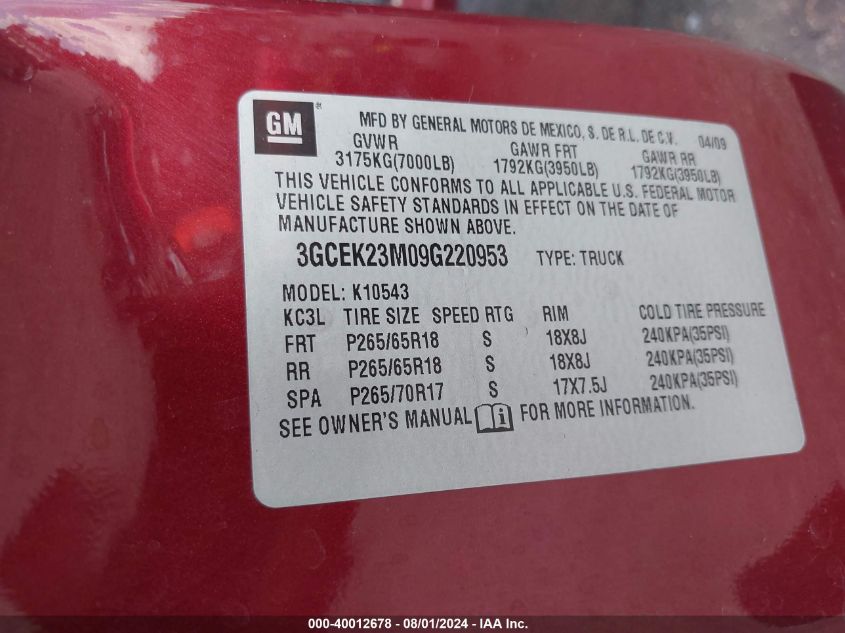 GM
MFD BY GENERAL MOTORS DE MEXICO, S. DE R.L. DE C.V. 04/09
GVWR GAWR FRT GAWR RR
3175KG(7000LB) 1792KG(3950LB) 1792KG(3950LB)
THIS VEHICLE CONFORMS TO ALL APPLICABLE U.S. FEDERAL MOTOR
VEHICLE SAFETY STANDARDS IN EFFECT ON THE DATE OF
MANUFACTURE SHOWN ABOVE.
3GCEK23M09G220953 TYPE: TRUCK
MODEL: K10543
KC3L TIRE SIZE SPEED RTG RIM COLD TIRE PRESSURE
FRT P265/65R18 S 18X8J 240KPA(35PSI)
RR P265/65R18 S 18X8J 240KPA(35PSI)
SPA P265/70R17 S 17X7.5J 240KPA(35PSI)
SEE OWNER'S MANUAL FOR MORE INFORMATION.
000-40012678 - 08/01/2024 - IAA Inc.